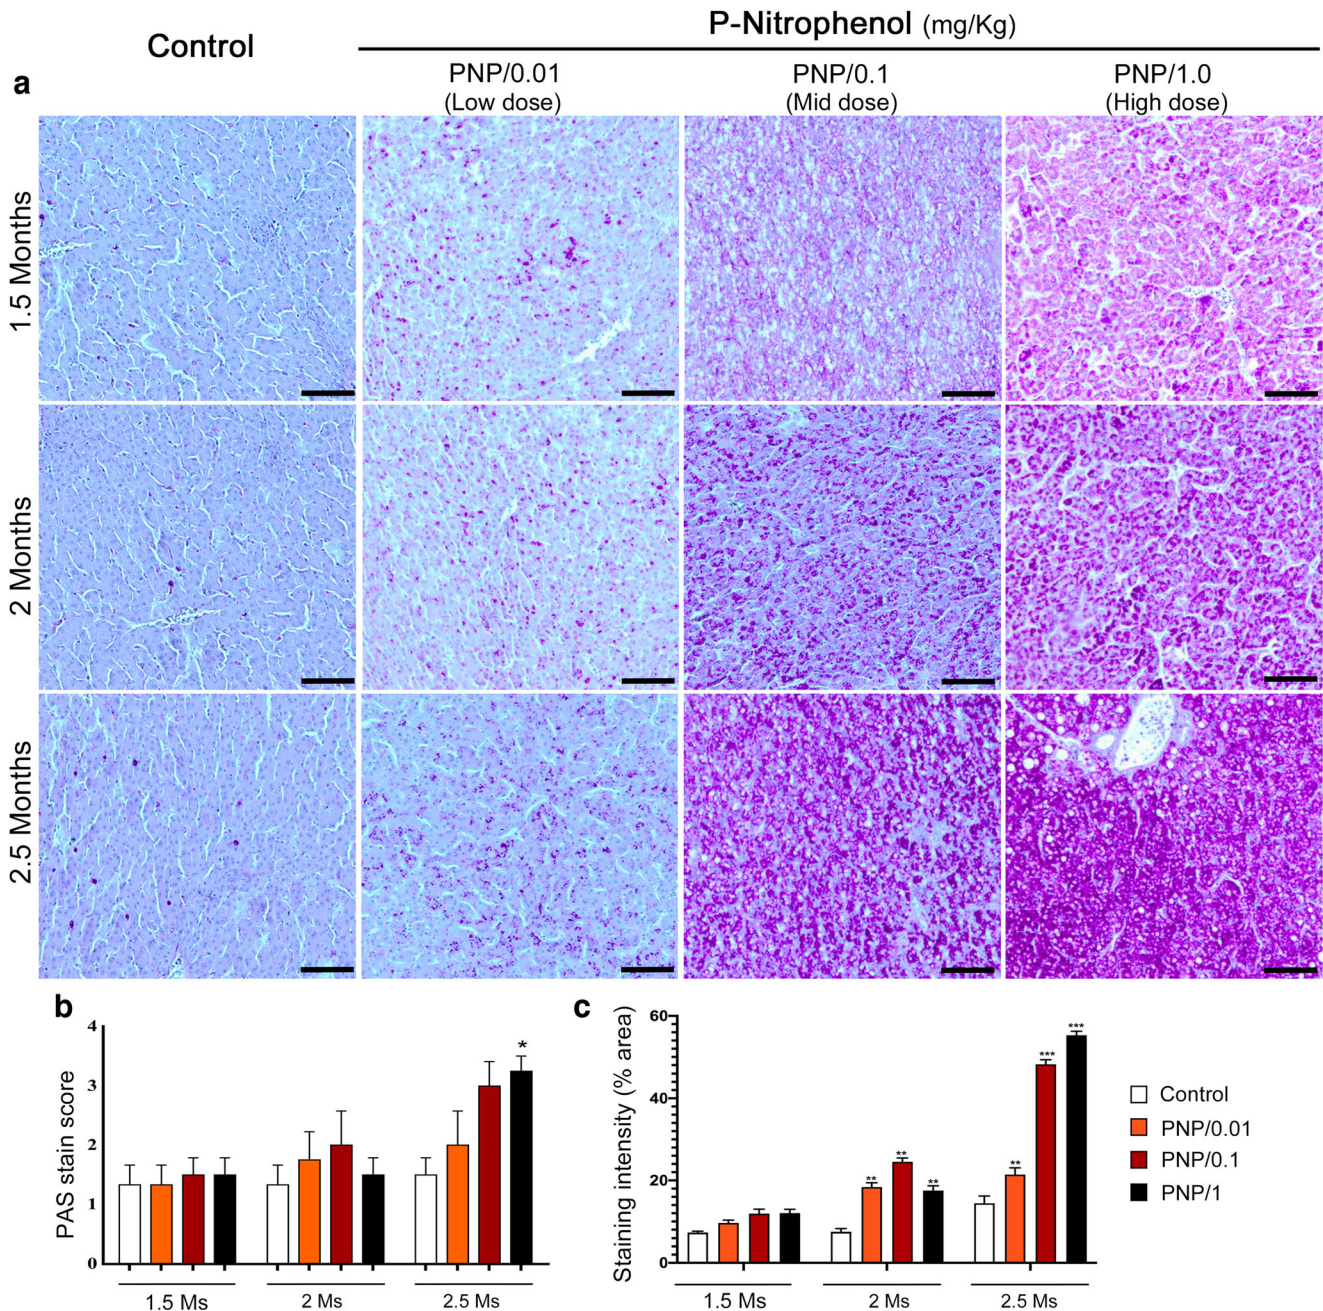 Control
P-Nitrophenol (mg/Kg)
PNP/0.01
(Low dose)
PNP/0.1
(Mid dose)
PNP/1.0
(High dose)
a
1.5 Months
2 Months
2.5 Months
b
PAS stain score
4
3
2
1
0
*
1.5 Ms
2 Ms
2.5 Ms
c
Staining intensity (% area)
60
40
20
0
**
**
**
**
***
***
1.5 Ms
2 Ms
2.5 Ms
Control
PNP/0.01
PNP/0.1
PNP/1